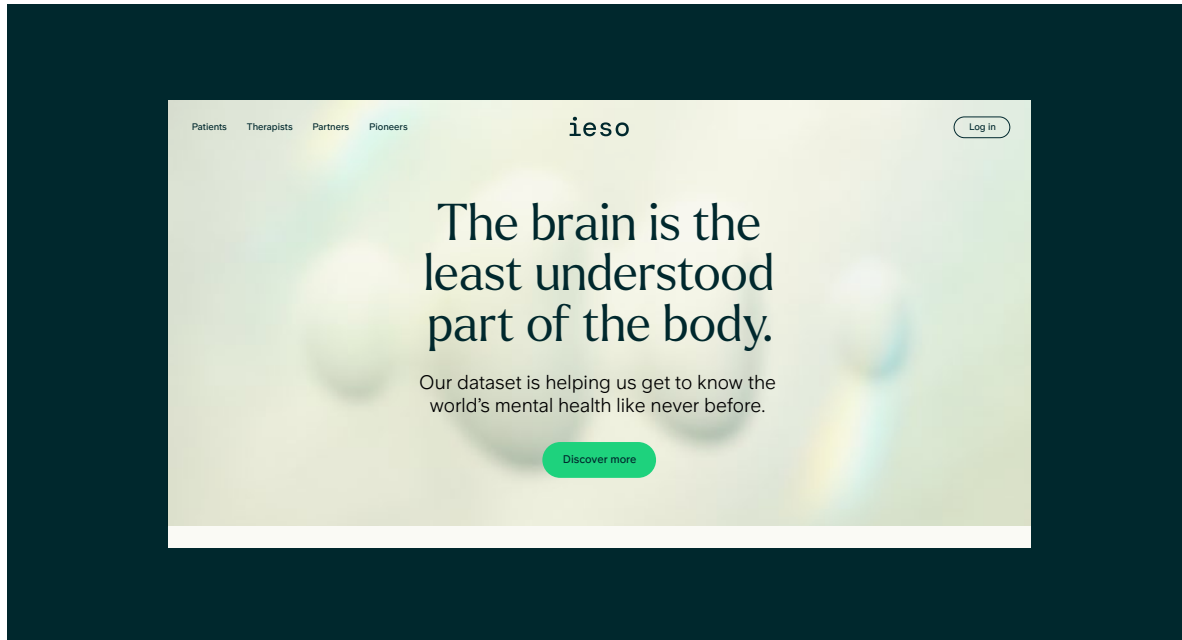 Patients Therapists Partners Pioneers ieso Log in
The brain is the
least understood
part of the body.
Our dataset is helping us get to know the
world’s mental health like never before.
Discover more